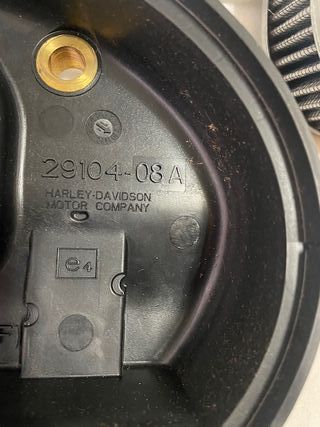 29104-08A
HARLEY-DAVIDSON
MOTOR COMPANY
e4